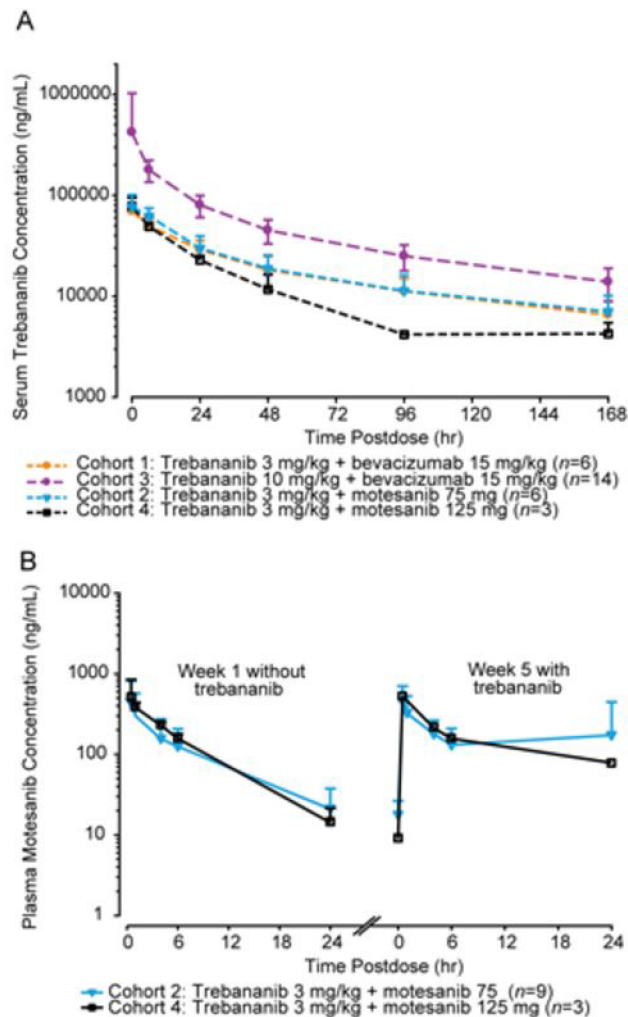 A
Serum Trebananib Concentration (ng/mL)
1000000
100000
10000
1000
0 24 48 72 96 120 144 168
Time Postdose (hr)
Cohort 1: Trebananib 3 mg/kg + bevacizumab 15 mg/kg (n=6)
Cohort 3: Trebananib 10 mg/kg + bevacizumab 15 mg/kg (n=14)
Cohort 2: Trebananib 3 mg/kg + motesanib 75 mg (n=6)
Cohort 4: Trebananib 3 mg/kg + motesanib 125 mg (n=3)
B
Plasma Motesanib Concentration (ng/mL)
10000
1000
100
10
1
Week 1 without
trebananib
Week 5 with
trebananib
0 6 12 18 24 0 6 12 18 24
Time Postdose (hr)
Cohort 2: Trebananib 3 mg/kg + motesanib 75 (n=9)
Cohort 4: Trebananib 3 mg/kg + motesanib 125 mg (n=3)